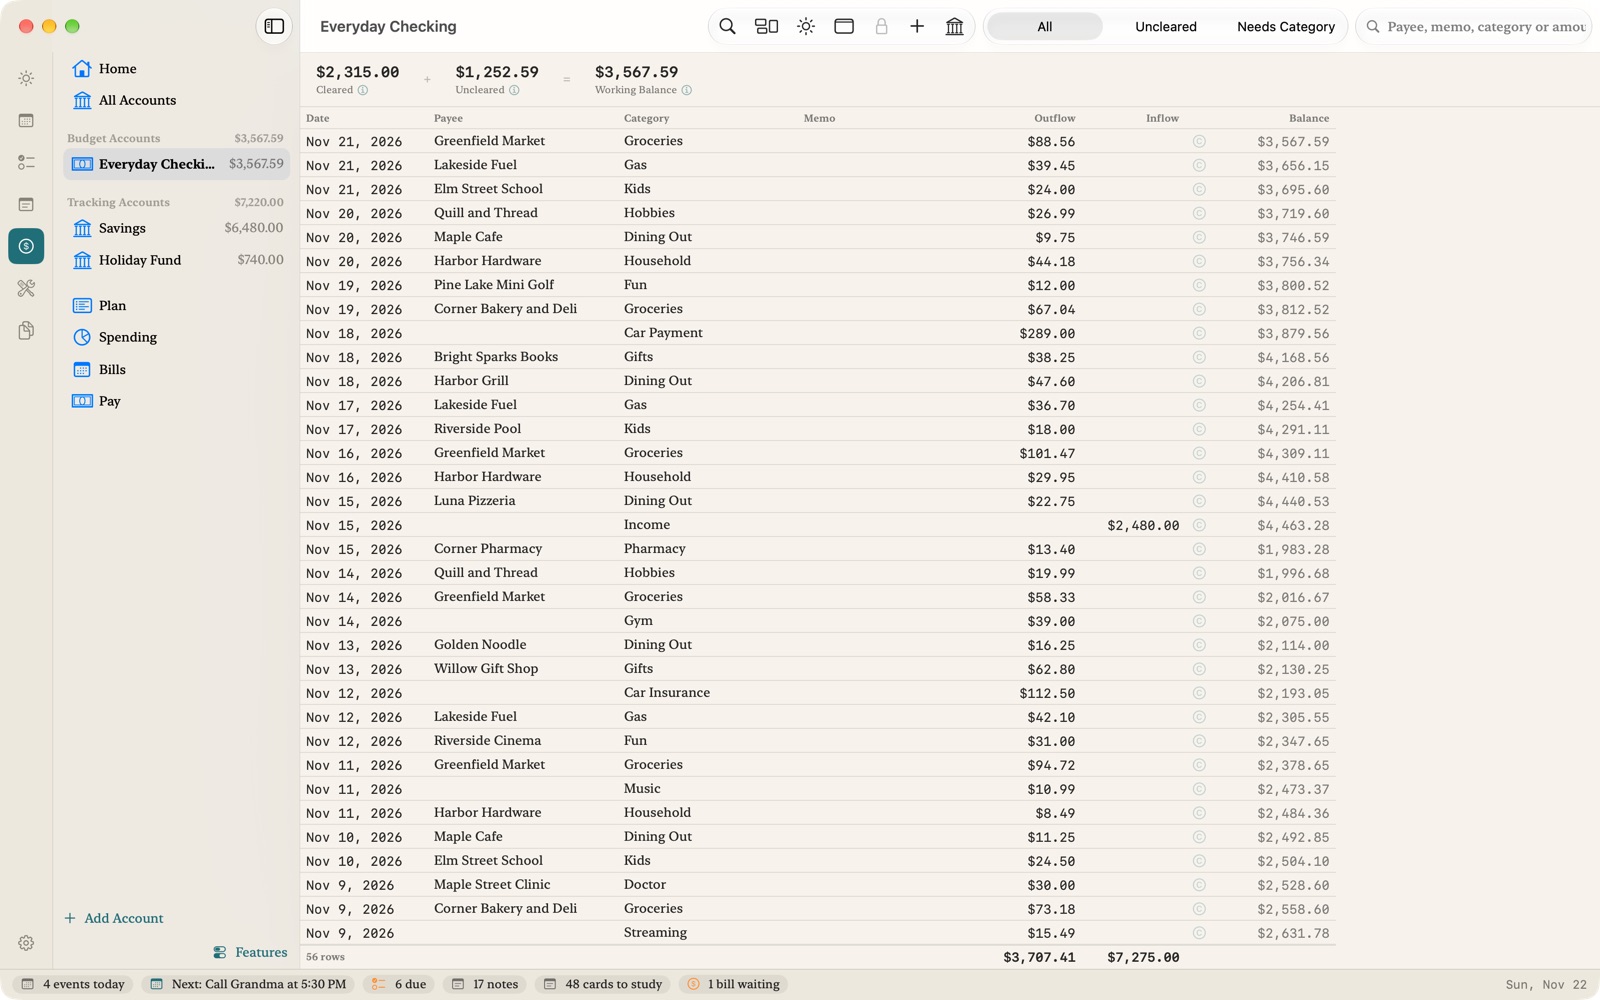 Everyday Checking
All Uncleared Needs Category
Payee, memo, category or amou
Home
All Accounts
Budget Accounts $3,567.59
Everyday Checki... $3,567.59
Tracking Accounts $7,220.00
Savings $6,480.00
Holiday Fund $740.00
Plan
Spending
Bills
Pay
+ Add Account
Features
$2,315.00 + $1,252.59 = $3,567.59
Cleared Uncleared Working Balance
Date Payee Category Memo Outflow Inflow Balance
Nov 21, 2026 Greenfield Market Groceries $88.56 $3,567.59
Nov 21, 2026 Lakeside Fuel Gas $39.45 $3,656.15
Nov 21, 2026 Elm Street School Kids $24.00 $3,695.60
Nov 20, 2026 Quill and Thread Hobbies $26.99 $3,719.60
Nov 20, 2026 Maple Cafe Dining Out $9.75 $3,746.59
Nov 20, 2026 Harbor Hardware Household $44.18 $3,756.34
Nov 19, 2026 Pine Lake Mini Golf Fun $12.00 $3,800.52
Nov 19, 2026 Corner Bakery and Deli Groceries $67.04 $3,812.52
Nov 18, 2026 Car Payment $289.00 $3,879.56
Nov 18, 2026 Bright Sparks Books Gifts $38.25 $4,168.56
Nov 18, 2026 Harbor Grill Dining Out $47.60 $4,206.81
Nov 17, 2026 Lakeside Fuel Gas $36.70 $4,254.41
Nov 17, 2026 Riverside Pool Kids $18.00 $4,291.11
Nov 16, 2026 Greenfield Market Groceries $101.47 $4,309.11
Nov 16, 2026 Harbor Hardware Household $29.95 $4,410.58
Nov 15, 2026 Luna Pizzeria Dining Out $22.75 $4,440.53
Nov 15, 2026 Income $2,480.00 $4,463.28
Nov 15, 2026 Corner Pharmacy Pharmacy $13.40 $1,983.28
Nov 14, 2026 Quill and Thread Hobbies $19.99 $1,996.68
Nov 14, 2026 Greenfield Market Groceries $58.33 $2,016.67
Nov 14, 2026 Gym $39.00 $2,075.00
Nov 13, 2026 Golden Noodle Dining Out $16.25 $2,114.00
Nov 13, 2026 Willow Gift Shop Gifts $62.80 $2,130.25
Nov 12, 2026 Car Insurance $112.50 $2,193.05
Nov 12, 2026 Lakeside Fuel Gas $42.10 $2,305.55
Nov 12, 2026 Riverside Cinema Fun $31.00 $2,347.65
Nov 11, 2026 Greenfield Market Groceries $94.72 $2,378.65
Nov 11, 2026 Music $10.99 $2,473.37
Nov 11, 2026 Harbor Hardware Household $8.49 $2,484.36
Nov 10, 2026 Maple Cafe Dining Out $11.25 $2,492.85
Nov 10, 2026 Elm Street School Kids $24.50 $2,504.10
Nov 9, 2026 Maple Street Clinic Doctor $30.00 $2,528.60
Nov 9, 2026 Corner Bakery and Deli Groceries $73.18 $2,558.60
Nov 9, 2026 Streaming $15.49 $2,631.78
56 rows $3,707.41 $7,275.00
4 events today Next: Call Grandma at 5:30 PM 6 due 17 notes 48 cards to study 1 bill waiting Sun, Nov 22